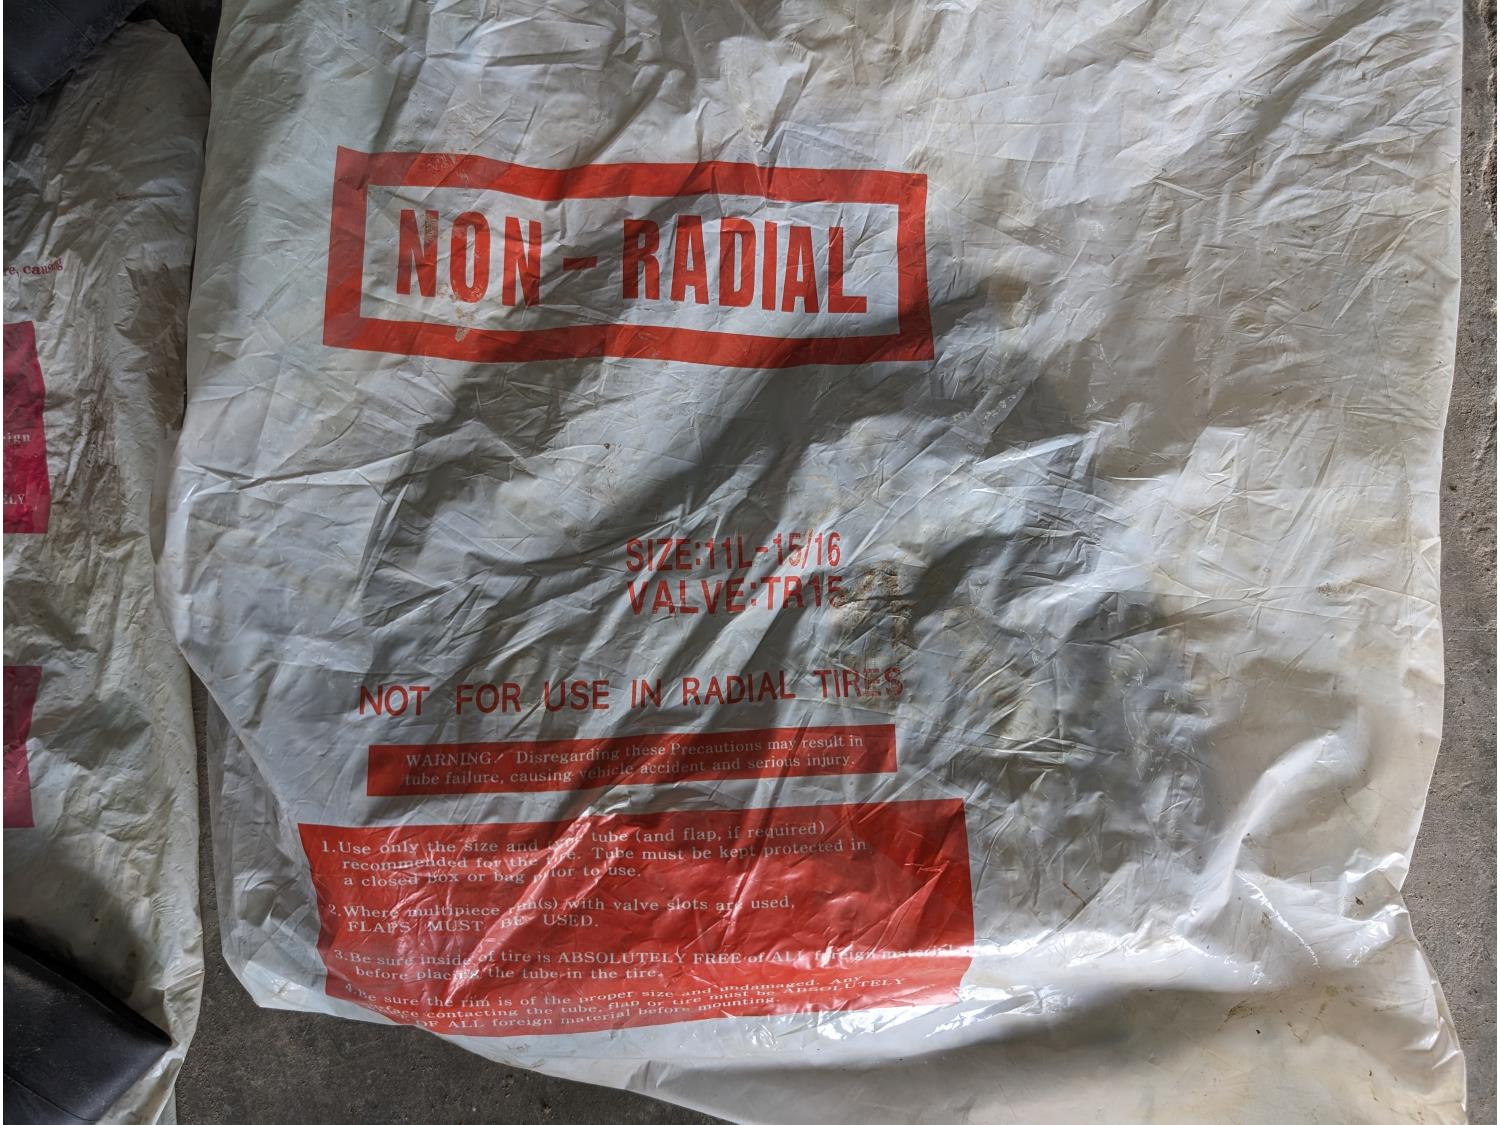 NON-RADIAL
SIZE:11L-15/16
VALVE:TR15
NOT FOR USE IN RADIAL TIRES
WARNING! Disregarding these Precautions may result in
tube failure, causing vehicle accident and serious injury.
1.Use only the size and type tube (and flap, if required)
recommended for the tire. Tube must be kept protected in
a closed box or bag prior to use.
2.Where multipiece rim(s) with valve slots are used,
FLAPS MUST BE USED.
3.Be sure inside of tire is ABSOLUTELY FREE of ALL foreign material
before placing the tube in the tire.
4.Be sure the rim is of the proper size and undamaged. Any
surface contacting the tube, flap or tire must be ABSOLUTELY
OF ALL foreign material before mounting.
re, causing
ign
ELY